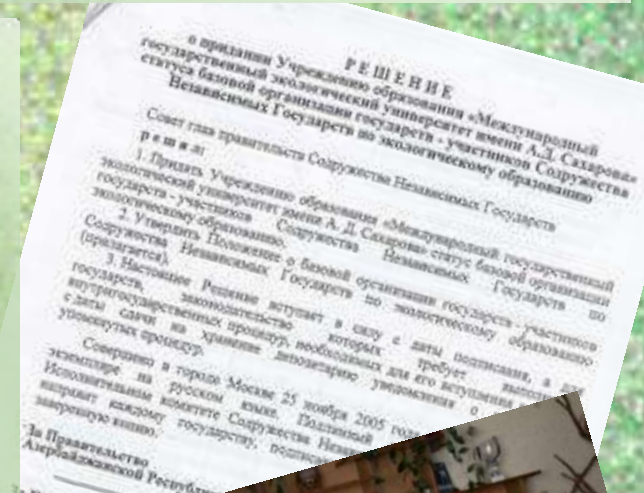 РЕШЕНИЕ
о придании Учреждению образования «Международный
государственный экологический университет имени А.Д. Сахарова»
статуса базовой организации государств - участников Содружества
Независимых Государств по экологическому образованию
Совет глав правительств Содружества Независимых Государств
р е ш и л:
1. Придать Учреждению образования «Международный государственный
экологический университет имени А. Д. Сахарова» статус базовой организации
государств - участников Содружества Независимых Государств по
экологическому образованию.
2. Утвердить Положение о базовой организации государств - участников
Содружества Независимых Государств по экологическому образованию
(прилагается).
3. Настоящее Решение вступает в силу с даты подписания, а для
государств, законодательство которых требует
внутригосударственных процедур, необходимых для его вступления
с даты сдачи на хранение депозитарию уведомления о
упомянутых процедур.
Совершено в городе Москве 25 ноября 2005 года
экземпляре на русском языке. Подлинный
Исполнительном комитете Содружества
направит каждому государству,
заверенную копию.
За Правительство
Азербайджанской